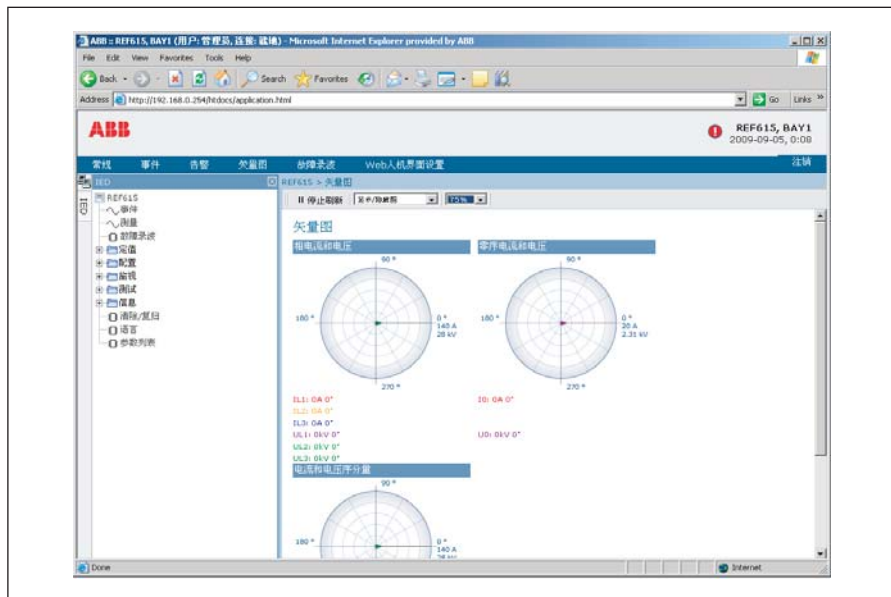 ABB :: REF615, BAY1 (用户: 管理员, 连接: 就地) - Microsoft Internet Explorer provided by ABB
File Edit View Favorites Tools Help
Back Search Favorites
Address http://192.168.0.254/htdocs/application.html Go Links »
ABB
REF615, BAY1
2009-09-05, 0:08
常规 事件 告警 矢量图 故障录波 Web人机界面设置 注销
IED
REF615 > 矢量图
IED
REF615
事件
测量
故障录波
定值
配置
监视
测试
信息
清除/复归
语言
参数列表
停止刷新 75%
矢量图
相电流和电压 零序电流和电压
90 ° 90 °
180 ° 0 ° 180 ° 0 °
140 A 20 A
28 kV 2.31 kV
270 ° 270 °
IL1: 0A 0° I0: 0A 0°
IL2: 0A 0°
IL3: 0A 0°
UL1: 0kV 0° U0: 0kV 0°
UL2: 0kV 0°
UL3: 0kV 0°
电流和电压序分量
90 °
180 ° 0 °
140 A
28 kV
Done Internet